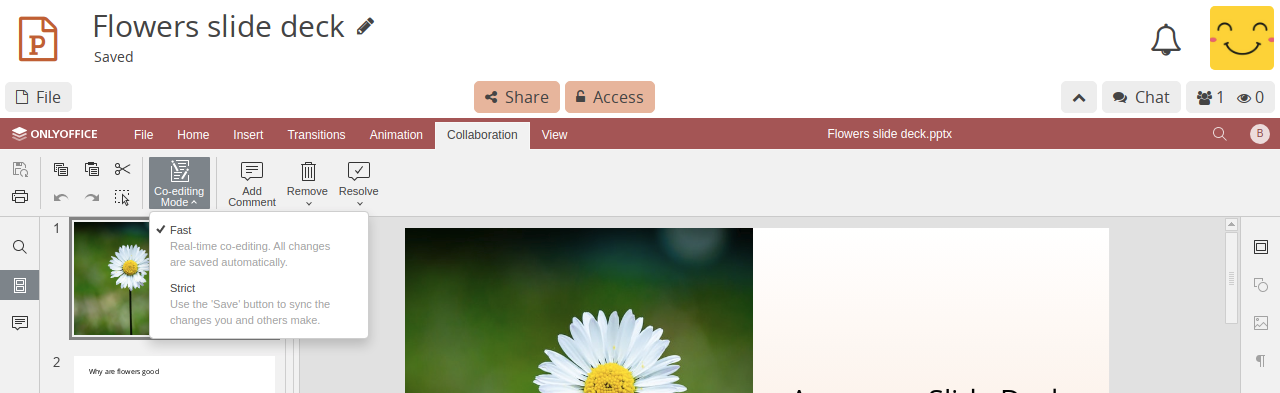 P
Flowers slide deck
Saved
File
Share
Access
Chat
1
0
ONLYOFFICE
File
Home
Insert
Transitions
Animation
Collaboration
View
Flowers slide deck.pptx
B
Co-editing
Mode
Add
Comment
Remove
Resolve
1
Fast
Real-time co-editing. All changes
are saved automatically.
Strict
Use the 'Save' button to sync the
changes you and others make.
2
Why are flowers good
Slide Deck